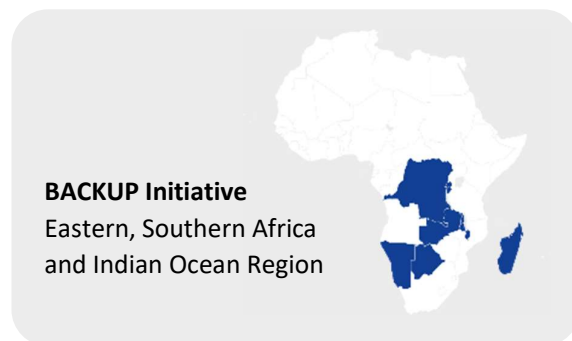 BACKUP Initiative
Eastern, Southern Africa
and Indian Ocean Region